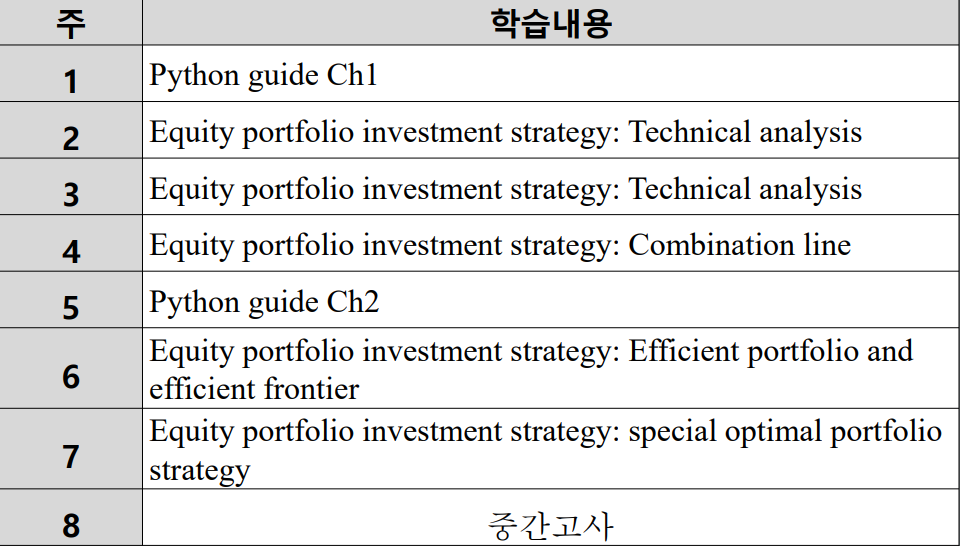 주 학습내용
1 Python guide Ch1
2 Equity portfolio investment strategy: Technical analysis
3 Equity portfolio investment strategy: Technical analysis
4 Equity portfolio investment strategy: Combination line
5 Python guide Ch2
6 Equity portfolio investment strategy: Efficient portfolio and
efficient frontier
7 Equity portfolio investment strategy: special optimal portfolio
strategy
8 중간고사